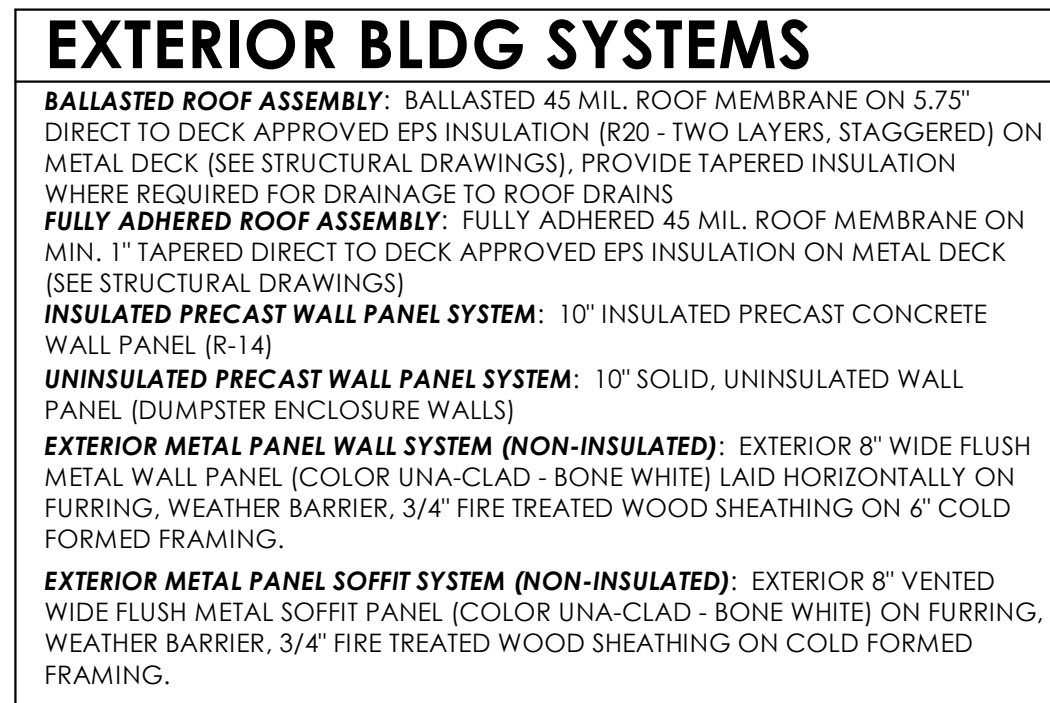 EXTERIOR BLDG SYSTEMS
BALLASTED ROOF ASSEMBLY: BALLASTED 45 MIL. ROOF MEMBRANE ON 5.75"
DIRECT TO DECK APPROVED EPS INSULATION (R20 - TWO LAYERS, STAGGERED) ON
METAL DECK (SEE STRUCTURAL DRAWINGS), PROVIDE TAPERED INSULATION
WHERE REQUIRED FOR DRAINAGE TO ROOF DRAINS
FULLY ADHERED ROOF ASSEMBLY: FULLY ADHERED 45 MIL. ROOF MEMBRANE ON
MIN. 1" TAPERED DIRECT TO DECK APPROVED EPS INSULATION ON METAL DECK
(SEE STRUCTURAL DRAWINGS)
INSULATED PRECAST WALL PANEL SYSTEM: 10" INSULATED PRECAST CONCRETE
WALL PANEL (R-14)
UNINSULATED PRECAST WALL PANEL SYSTEM: 10" SOLID, UNINSULATED WALL
PANEL (DUMPSTER ENCLOSURE WALLS)
EXTERIOR METAL PANEL WALL SYSTEM (NON-INSULATED): EXTERIOR 8" WIDE FLUSH
METAL WALL PANEL (COLOR UNA-CLAD - BONE WHITE) LAID HORIZONTALLY ON
FURRING, WEATHER BARRIER, 3/4" FIRE TREATED WOOD SHEATHING ON 6" COLD
FORMED FRAMING.
EXTERIOR METAL PANEL SOFFIT SYSTEM (NON-INSULATED): EXTERIOR 8" VENTED
WIDE FLUSH METAL SOFFIT PANEL (COLOR UNA-CLAD - BONE WHITE) ON FURRING,
WEATHER BARRIER, 3/4" FIRE TREATED WOOD SHEATHING ON COLD FORMED
FRAMING.